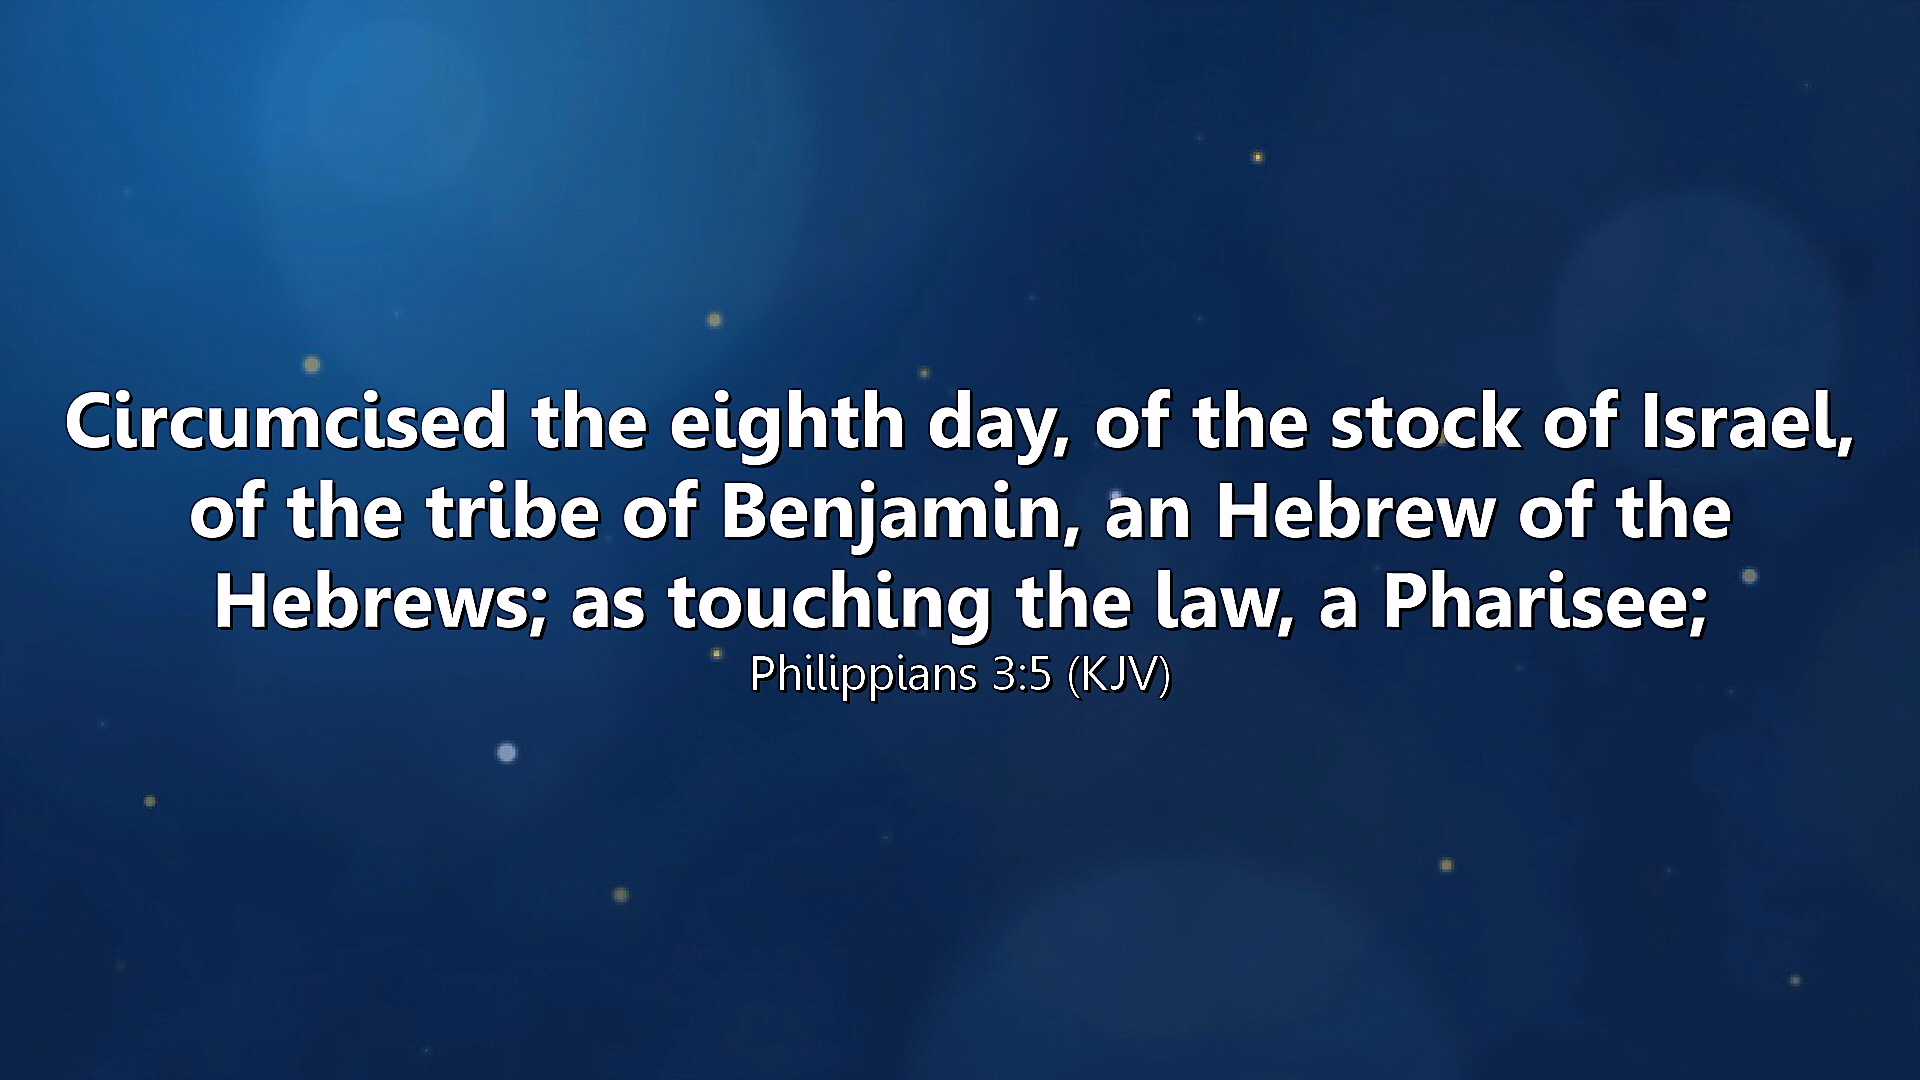 Circumcised the eighth day, of the stock of Israel,
of the tribe of Benjamin, an Hebrew of the
Hebrews; as touching the law, a Pharisee;
Philippians 3:5 (KJV)